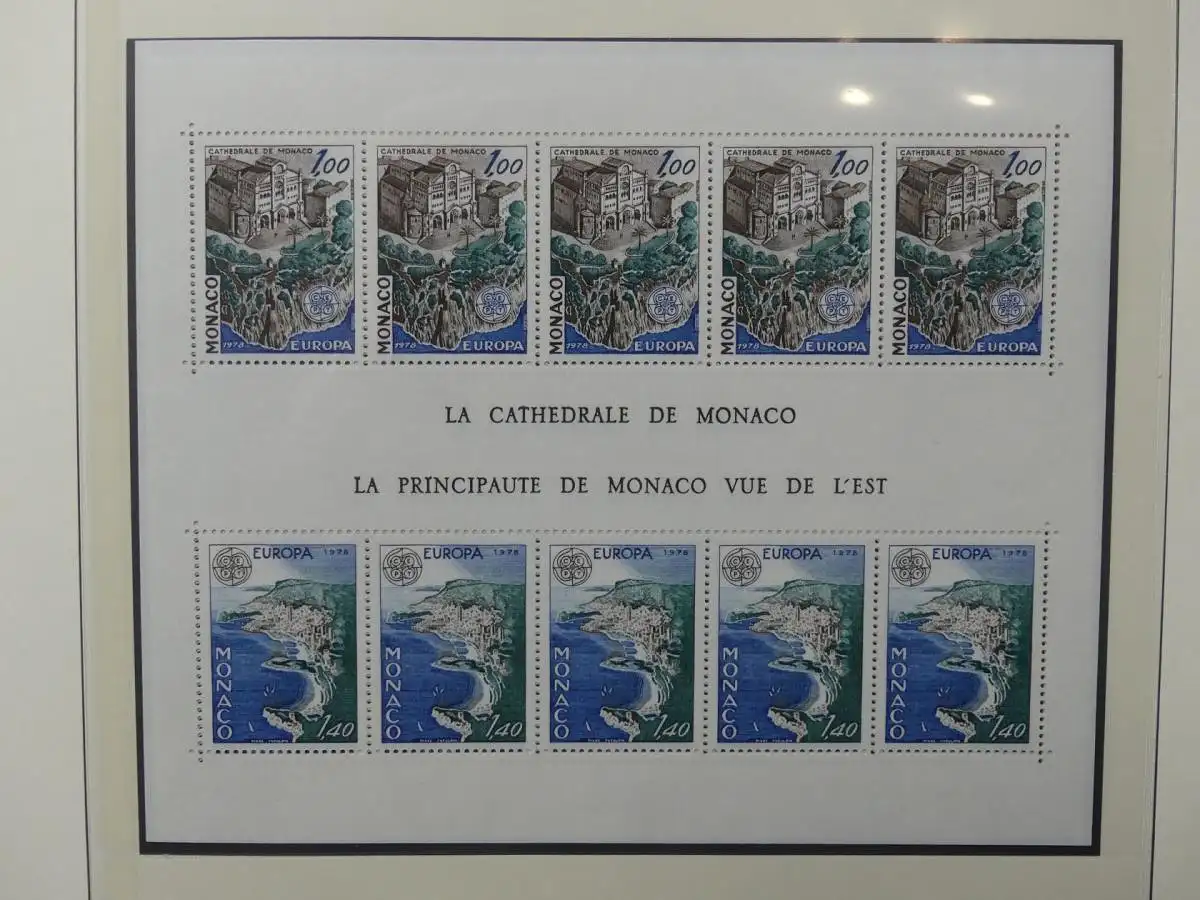 CATHEDRALE DE MONACO 1,00
MONACO
1978 EUROPA
CATHEDRALE DE MONACO 1,00
MONACO
1978 EUROPA
CATHEDRALE DE MONACO 1,00
MONACO
1978 EUROPA
CATHEDRALE DE MONACO 1,00
MONACO
1978 EUROPA
CATHEDRALE DE MONACO 1,00
MONACO
1978 EUROPA
LA CATHEDRALE DE MONACO
LA PRINCIPAUTE DE MONACO VUE DE L'EST
EUROPA 1978
MONACO
1,40
EUROPA 1978
MONACO
1,40
EUROPA 1978
MONACO
1,40
EUROPA 1978
MONACO
1,40
EUROPA 1978
MONACO
1,40